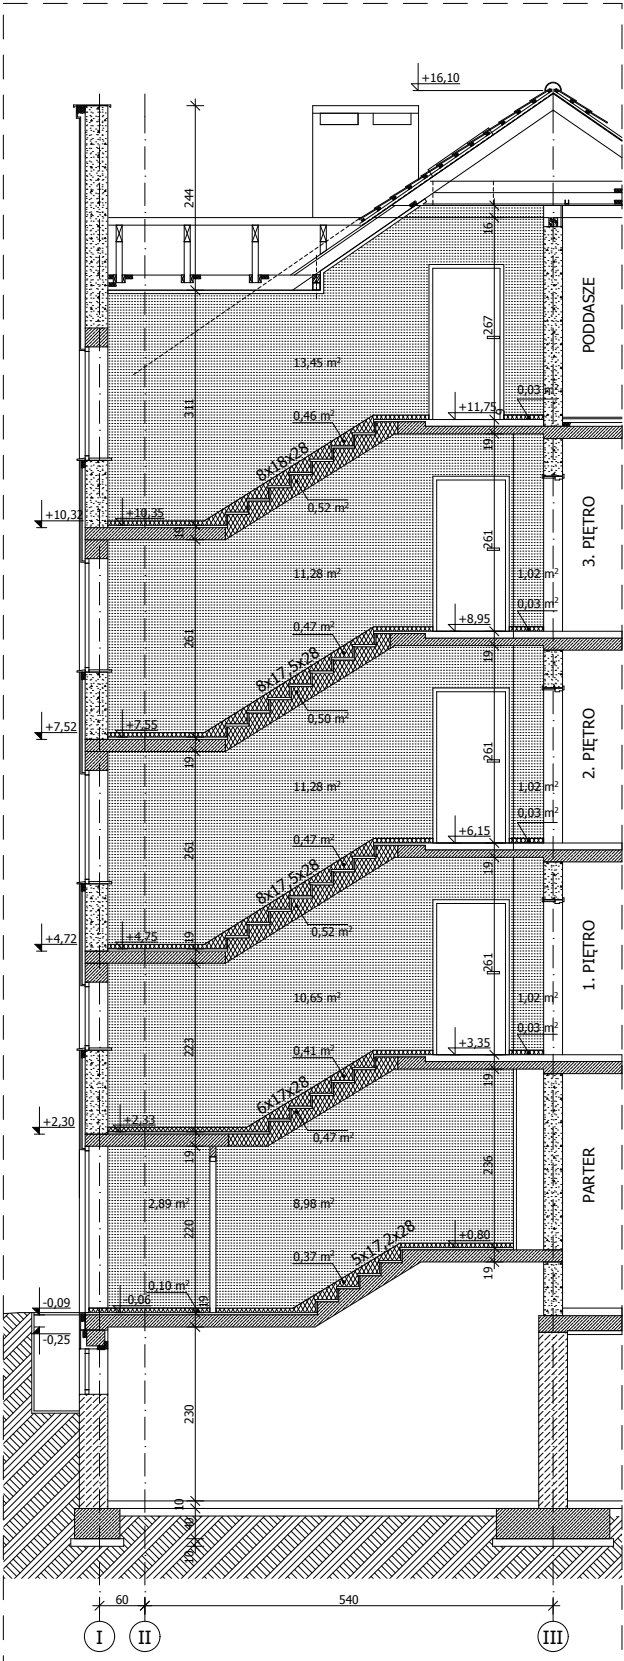 +16,10
244
16
PODDASZE
267
13,45 m²
0,03 m²
+11,75
9
311
0,46 m²
8x18x28
19
0,52 m²
+10,32
+10,35
19
3. PIĘTRO
261
11,28 m²
1,02 m²
0,03 m²
+8,95
261
0,47 m²
8x17,5x28
19
0,50 m²
+7,52
+7,55
19
2. PIĘTRO
261
11,28 m²
1,02 m²
0,03 m²
+6,15
261
0,47 m²
8x17,5x28
19
0,52 m²
+4,72
+4,75
19
1. PIĘTRO
261
10,65 m²
1,02 m²
0,03 m²
+3,35
223
0,41 m²
6x17x28
19
0,47 m²
+2,30
+2,33
19
236
PARTER
2,89 m²
8,98 m²
220
+0,80
5x17,2x28
0,37 m²
19
0,10 m²
-0,06
19
-0,09
-0,25
230
10
40
10
60
540
I
II
III